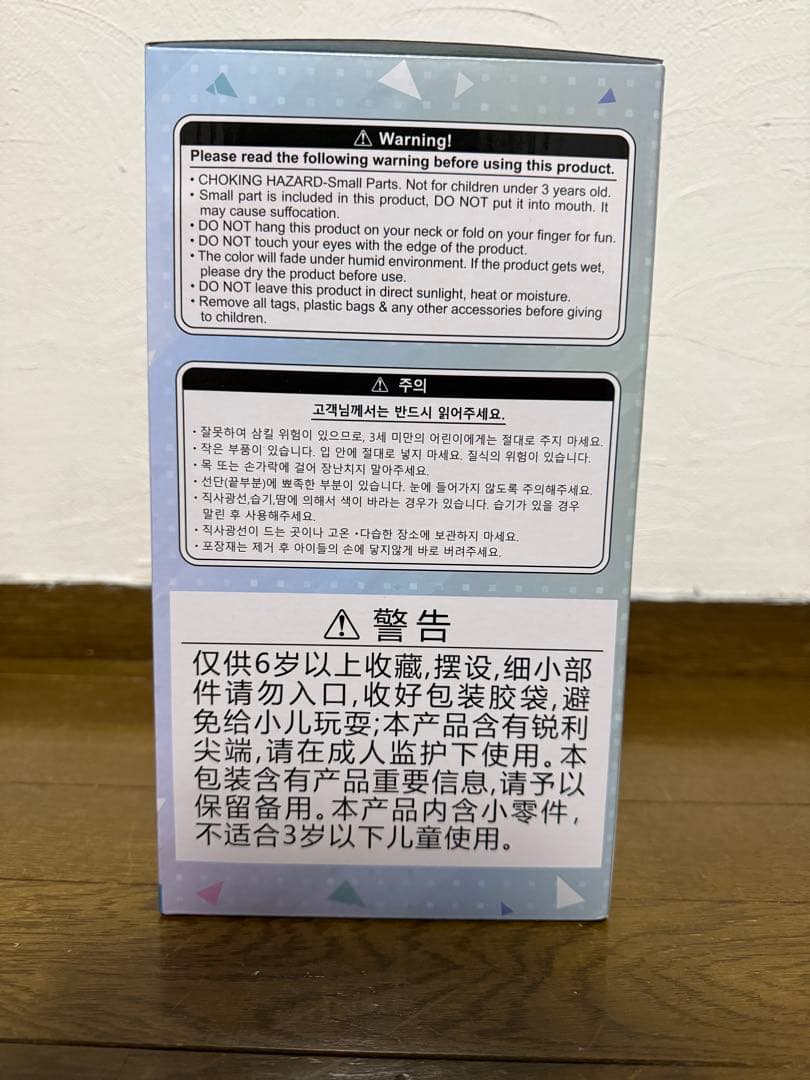 ⚠ Warning!
Please read the following warning before using this product.
• CHOKING HAZARD-Small Parts. Not for children under 3 years old.
• Small part is included in this product, DO NOT put it into mouth. It
may cause suffocation.
• DO NOT hang this product on your neck or fold on your finger for fun.
• DO NOT touch your eyes with the edge of the product.
• The color will fade under humid environment. If the product gets wet,
please dry the product before use.
• DO NOT leave this product in direct sunlight, heat or moisture.
• Remove all tags, plastic bags & any other accessories before giving
to children.
⚠ 주의
고객님께서는 반드시 읽어주세요.
• 잘못하여 삼킬 위험이 있으므로, 3세 미만의 어린이에게는 절대로 주지 마세요.
• 작은 부품이 있습니다. 입 안에 절대로 넣지 마세요. 질식의 위험이 있습니다.
• 목 또는 손가락에 걸어 장난치지 말아주세요.
• 선단(끝부분)에 뾰족한 부분이 있습니다. 눈에 들어가지 않도록 주의해주세요.
• 직사광선,습기,땀에 의해서 색이 바라는 경우가 있습니다. 습기가 있을 경우
말린 후 사용해주세요.
• 직사광선이 드는 곳이나 고온 •다습한 장소에 보관하지 마세요.
• 포장재는 제거 후 아이들의 손에 닿지않게 바로 버려주세요.
⚠ 警告
仅供6岁以上收藏,摆设,细小部
件请勿入口,收好包装胶袋,避
免给小儿玩耍;本产品含有锐利
尖端,请在成人监护下使用。本
包装含有产品重要信息,请予以
保留备用。本产品内含小零件,
不适合3岁以下儿童使用。